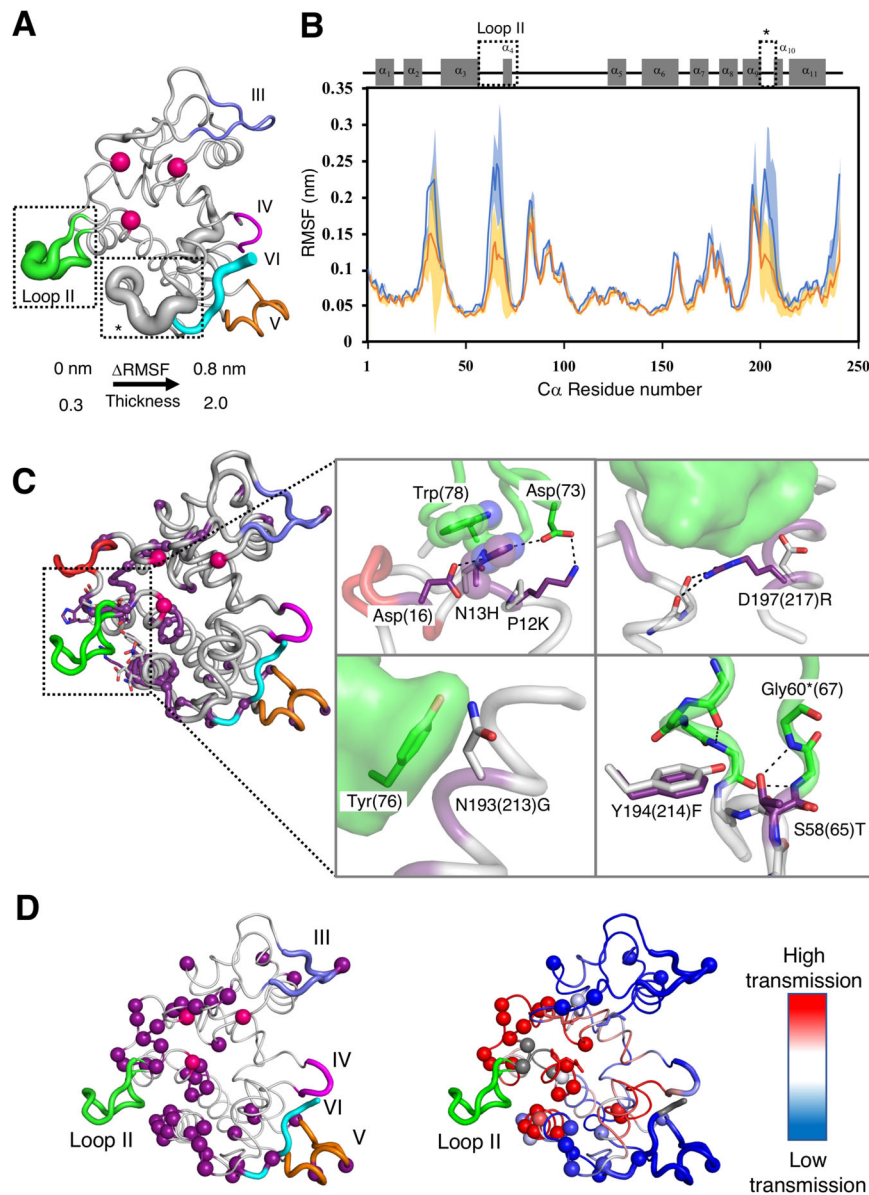 A
III
IV
VI
V
Loop II
*
0 nm
ΔRMSF
0.8 nm
0.3
Thickness
2.0
B
Loop II
*
α1
α2
α3
α4
α5
α6
α7
α8
α9
α10
α11
0.35
0.3
0.25
0.2
0.15
0.1
0.05
0
RMSF (nm)
1
50
100
150
200
250
Cα Residue number
C
Trp(78)
Asp(73)
Asp(16)
N13H
P12K
D197(217)R
Tyr(76)
N193(213)G
Gly60*(67)
Y194(214)F
S58(65)T
D
III
IV
VI
V
Loop II
Loop II
High
transmission
Low
transmission